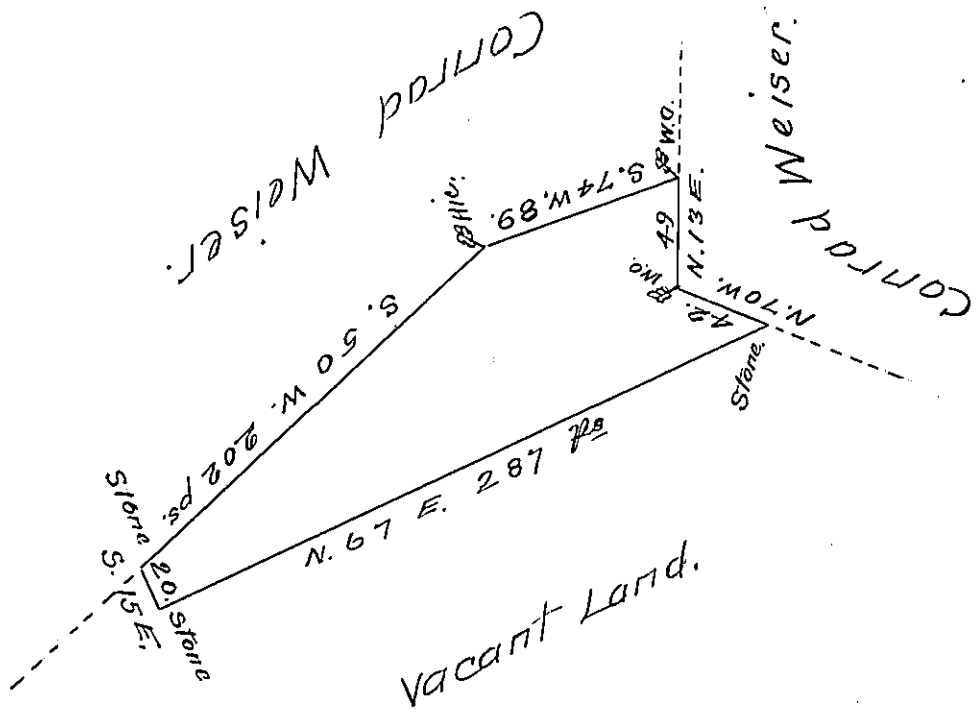 Conrad
Weiser.
Conrad
Weiser.
W.O.
S. 74 W. 89.
49
N. 13 E.
W.O.
N. 70 W.
42.
Stone.
S. 50 W. 202 ps.
Stone
S. 15 E.
20.
Stone
N. 67 E. 287 ps
Vacant Land.